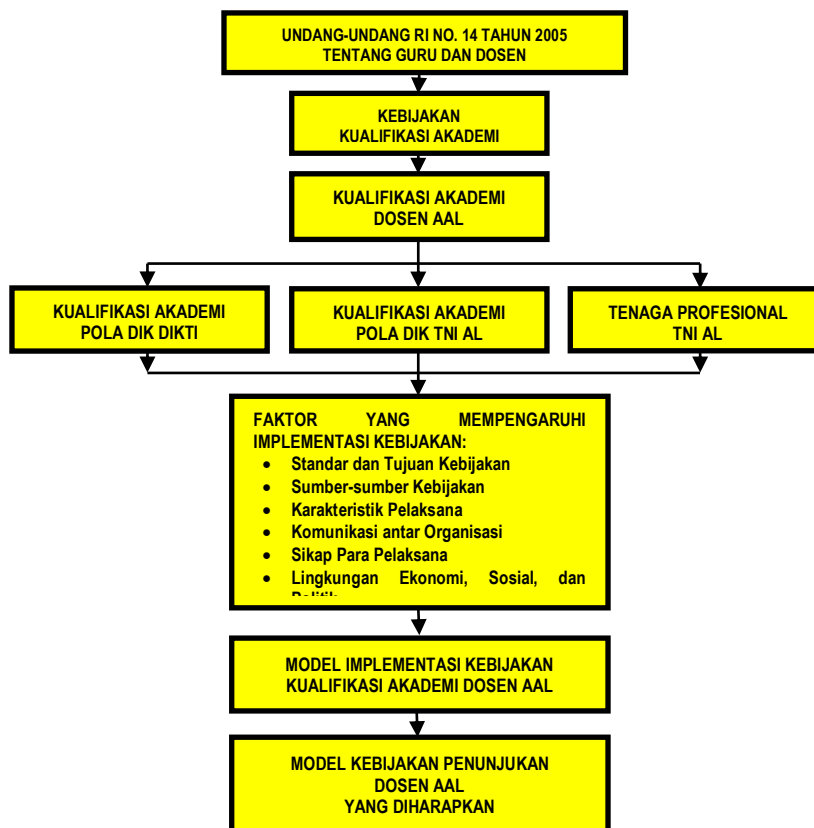 UNDANG-UNDANG RI NO. 14 TAHUN 2005
TENTANG GURU DAN DOSEN
KEBIJAKAN
KUALIFIKASI AKADEMI
KUALIFIKASI AKADEMI
DOSEN AAL
KUALIFIKASI AKADEMI
POLA DIK DIKTI
KUALIFIKASI AKADEMI
POLA DIK TNI AL
TENAGA PROFESIONAL
TNI AL
FAKTOR YANG MEMPENGARUHI
IMPLEMENTASI KEBIJAKAN:
• Standar dan Tujuan Kebijakan
• Sumber-sumber Kebijakan
• Karakteristik Pelaksana
• Komunikasi antar Organisasi
• Sikap Para Pelaksana
• Lingkungan Ekonomi, Sosial, dan
MODEL IMPLEMENTASI KEBIJAKAN
KUALIFIKASI AKADEMI DOSEN AAL
MODEL KEBIJAKAN PENUNJUKAN
DOSEN AAL
YANG DIHARAPKAN